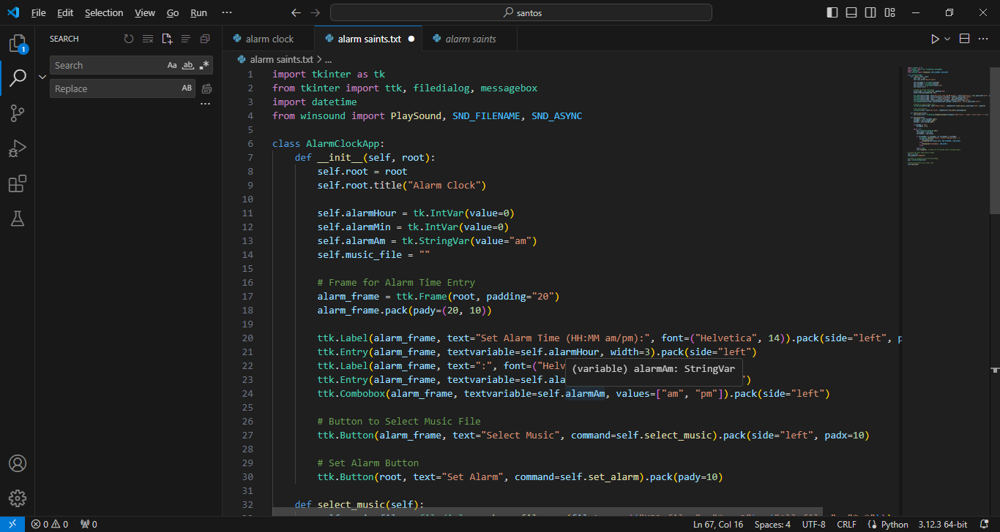 File Edit Selection View Go Run ···
santos
SEARCH
alarm clock
alarm saints.txt
alarm saints
1
Search
Aa ab .*
Replace
AB
alarm saints.txt > ...
1 import tkinter as tk
2 from tkinter import ttk, filedialog, messagebox
3 import datetime
4 from winsound import PlaySound, SND_FILENAME, SND_ASYNC
5
6 class AlarmClockApp:
7     def __init__(self, root):
8         self.root = root
9         self.root.title("Alarm Clock")
10
11         self.alarmHour = tk.IntVar(value=0)
12         self.alarmMin = tk.IntVar(value=0)
13         self.alarmAm = tk.StringVar(value="am")
14         self.music_file = ""
15
16         # Frame for Alarm Time Entry
17         alarm_frame = ttk.Frame(root, padding="20")
18         alarm_frame.pack(pady=(20, 10))
19
20         ttk.Label(alarm_frame, text="Set Alarm Time (HH:MM am/pm):", font=("Helvetica", 14)).pack(side="left", p
21         ttk.Entry(alarm_frame, textvariable=self.alarmHour, width=3).pack(side="left")
22         ttk.Label(alarm_frame, text=":", font=("Helv
(variable) alarmAm: StringVar
23         ttk.Entry(alarm_frame, textvariable=self.ala ")
24         ttk.Combobox(alarm_frame, textvariable=self.alarmAm, values=["am", "pm"]).pack(side="left")
25
26         # Button to Select Music File
27         ttk.Button(alarm_frame, text="Select Music", command=self.select_music).pack(side="left", padx=10)
28
29         # Set Alarm Button
30         ttk.Button(root, text="Set Alarm", command=self.set_alarm).pack(pady=10)
31
32     def select_music(self):
0 0 0
Ln 67, Col 16 Spaces: 4 UTF-8 CRLF Python 3.12.3 64-bit